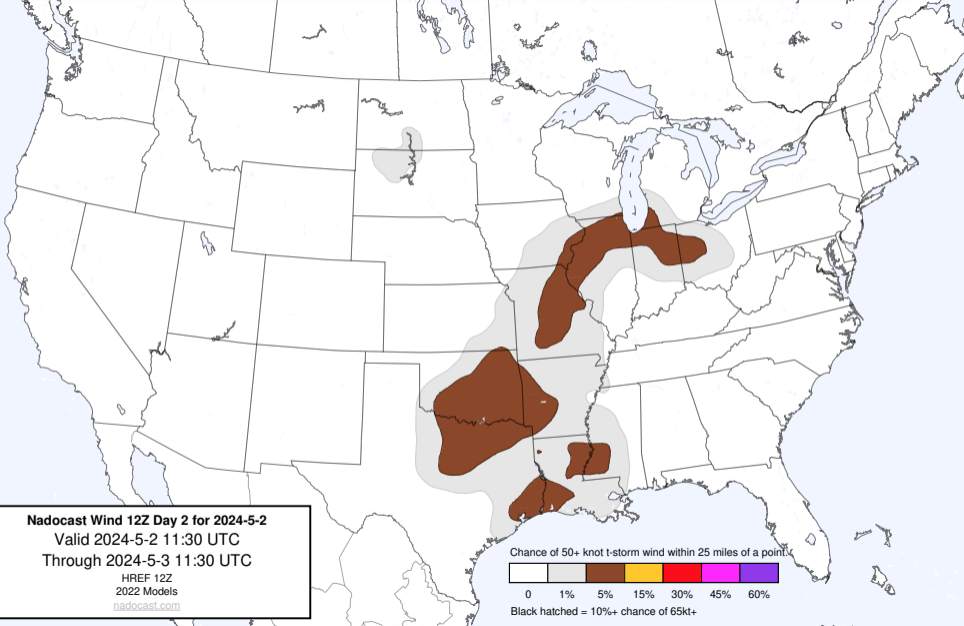 Nadocast Wind 12Z Day 2 for 2024-5-2
Valid 2024-5-2 11:30 UTC
Through 2024-5-3 11:30 UTC
HREF 12Z
2022 Models
nadocast.com
Chance of 50+ knot t-storm wind within 25 miles of a point.
0 1% 5% 15% 30% 45% 60%
Black hatched = 10%+ chance of 65kt+